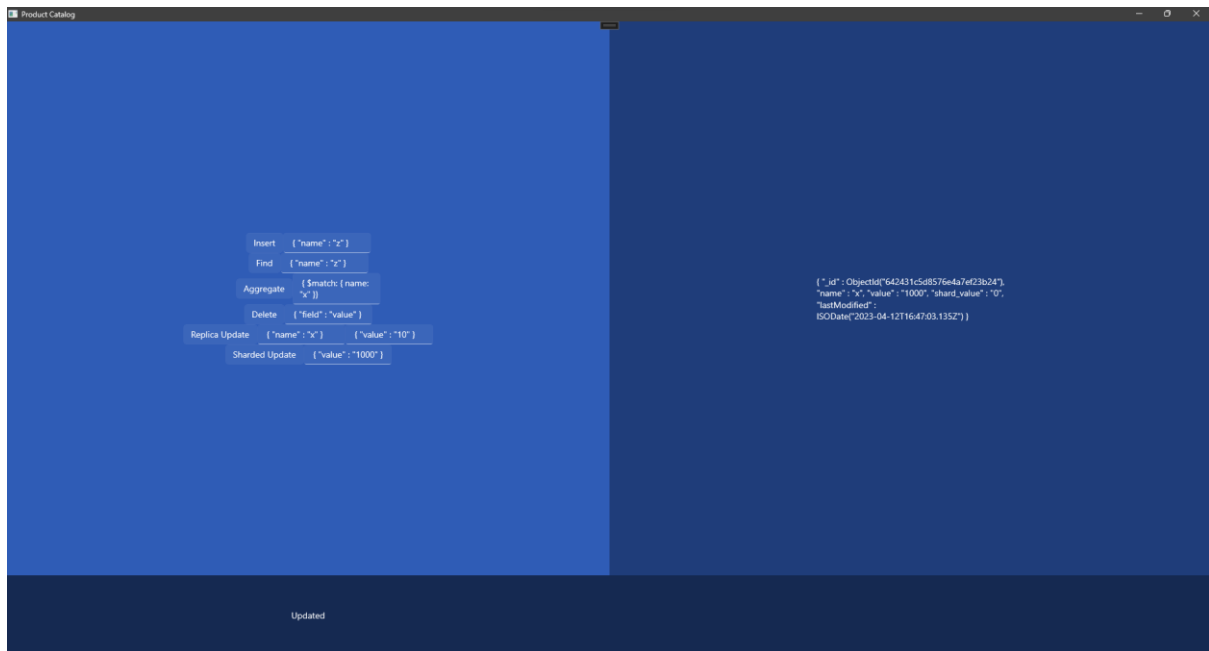 Product Catalog
Insert { "name" : "z" }
Find { "name" : "z" }
Aggregate { $match: { name:
"x" }}
Delete { "field" : "value" }
Replica Update { "name" : "x" } { "value" : "10" }
Sharded Update { "value" : "1000" }
{ "_id" : ObjectId("642431c5d8576e4a7ef23b24"),
"name" : "x", "value" : "1000", "shard_value" : "0",
"lastModified" :
ISODate("2023-04-12T16:47:03.135Z") }
Updated